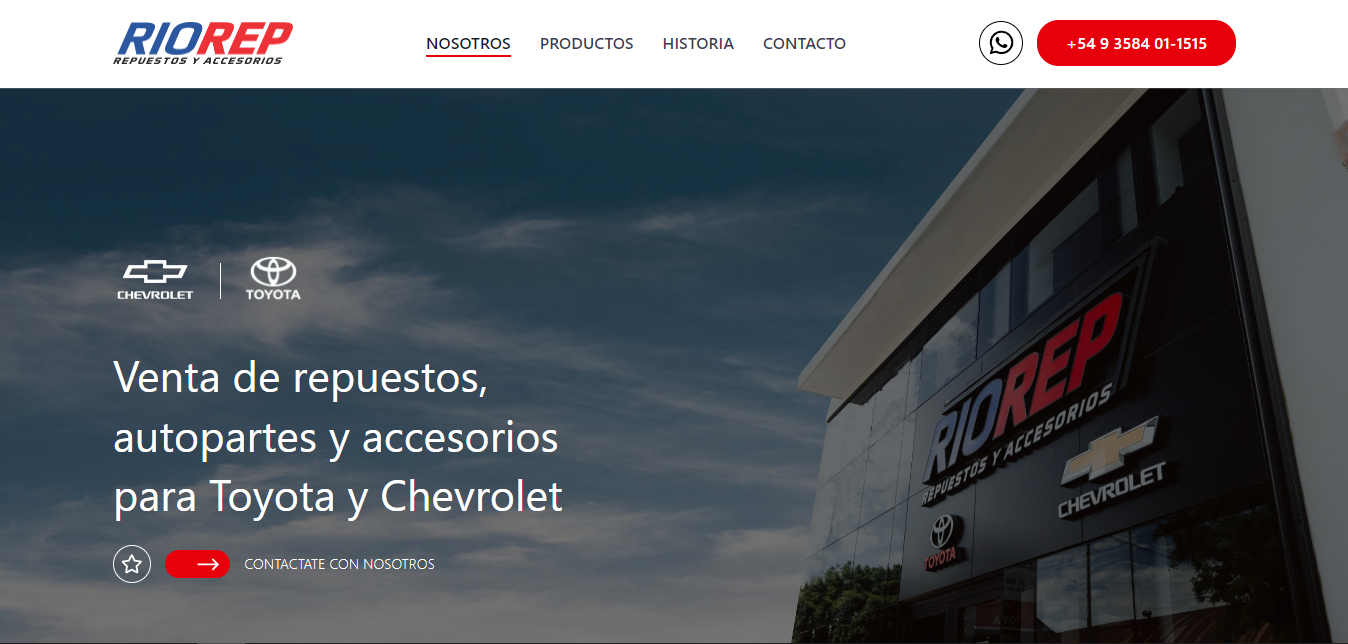 RIOREP
REPUESTOS Y ACCESORIOS
NOSOTROS
PRODUCTOS
HISTORIA
CONTACTO
+54 9 3584 01-1515
CHEVROLET
TOYOTA
Venta de repuestos,
autopartes y accesorios
para Toyota y Chevrolet
CONTACTATE CON NOSOTROS
RIOREP
REPUESTOS Y ACCESORIOS
CHEVROLET
TOYOTA